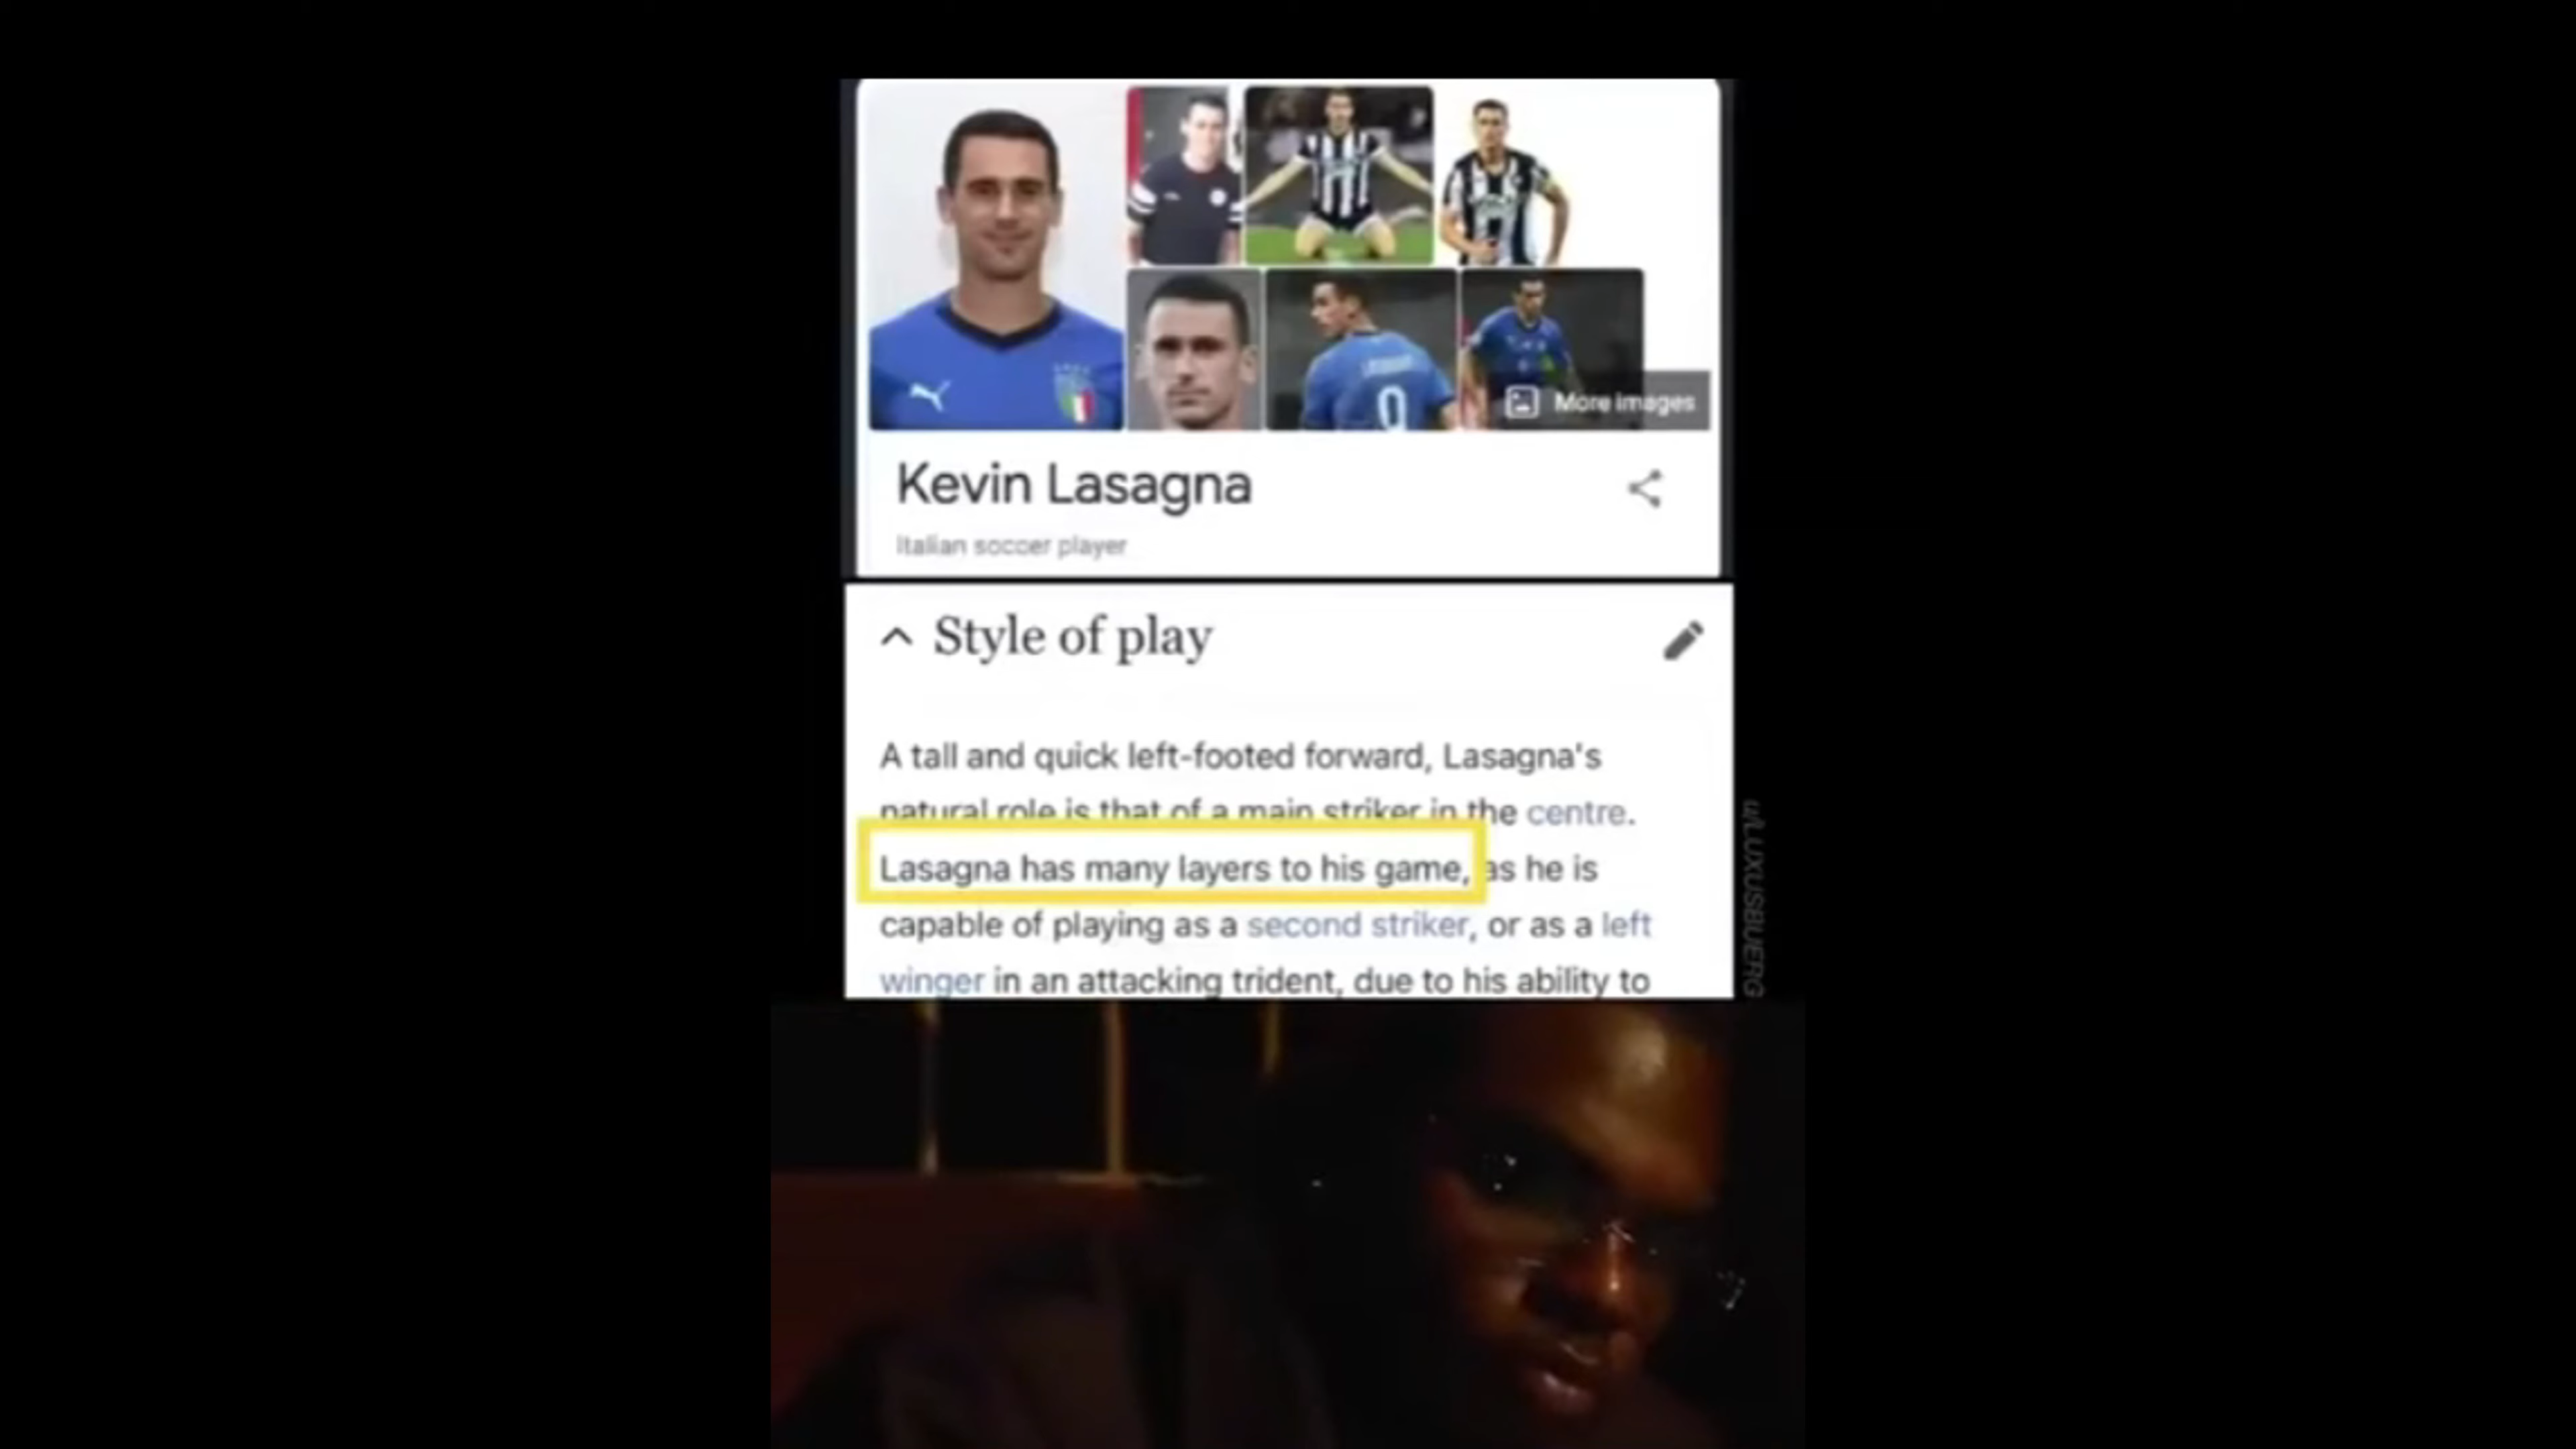 More images
Kevin Lasagna
Italian soccer player
Style of play
A tall and quick left-footed forward, Lasagna's
natural role is that of a main striker in the centre.
Lasagna has many layers to his game, as he is
capable of playing as a second striker, or as a left
winger in an attacking trident, due to his ability to
u/LUXUSBUERG